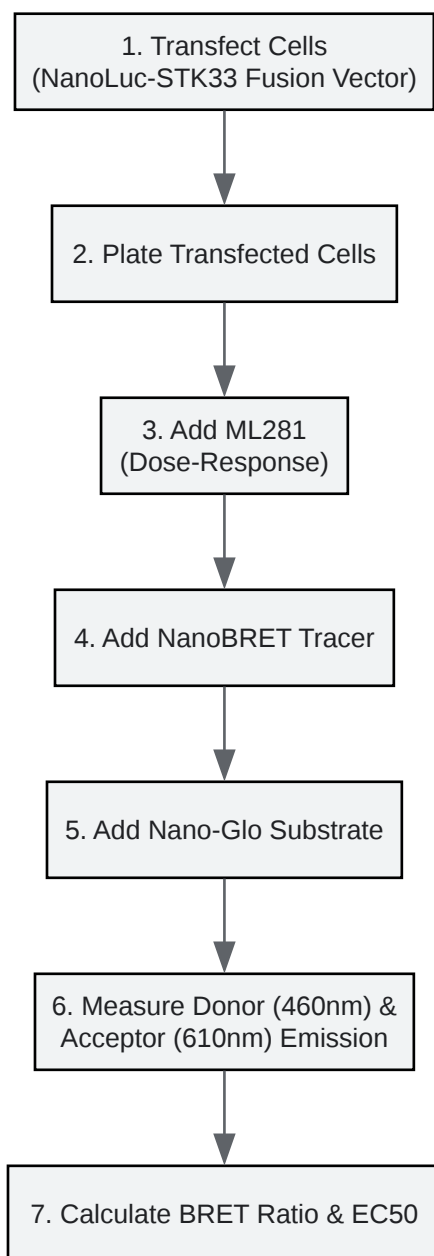 1. Transfect Cells
(NanoLuc-STK33 Fusion Vector)
2. Plate Transfected Cells
3. Add ML281
(Dose-Response)
4. Add NanoBRET Tracer
5. Add Nano-Glo Substrate
6. Measure Donor (460nm) &
Acceptor (610nm) Emission
7. Calculate BRET Ratio & EC50